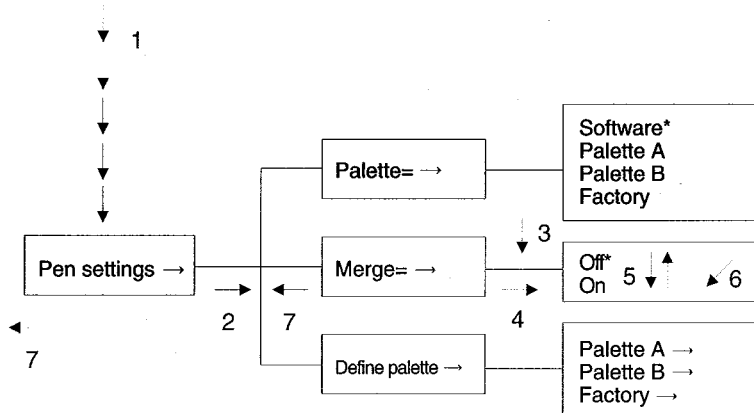 1
Software*
Palette A
Palette B
Factory
Palette= →
3
Pen settings →
Merge= →
Off*
On
5
6
2
7
4
7
Define palette →
Palette A →
Palette B →
Factory →